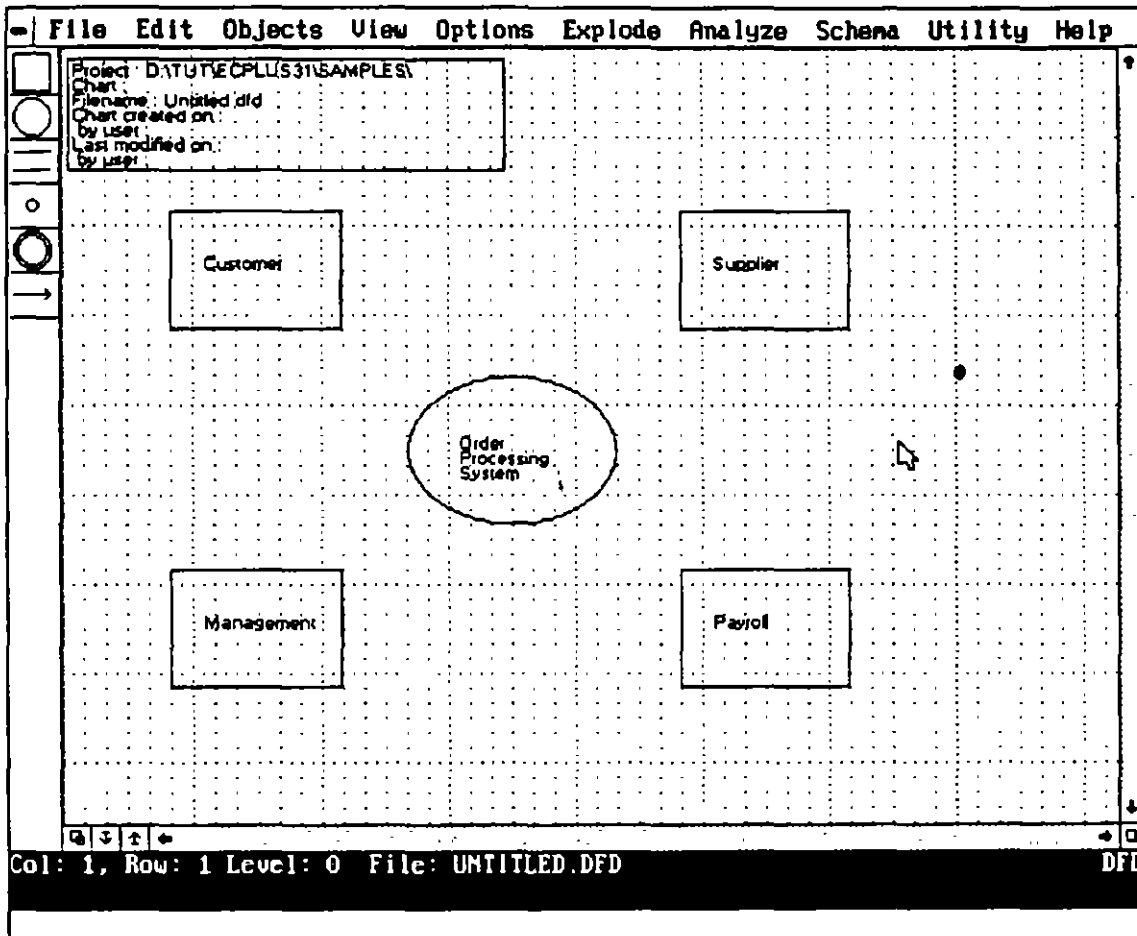 File Edit Objects View Options Explode Analyze Schema Utility Help
Project : D:\TUT\ECPLUS31\SAMPLES\
Chart :
Filename : Untitled.dfd
Chart created on :
by user :
Last modified on :
by user :
Customer
Supplier
Order
Processing
System
Management
Payroll
Col: 1, Row: 1 Level: 0 File: UNTITLED.DFD DFD